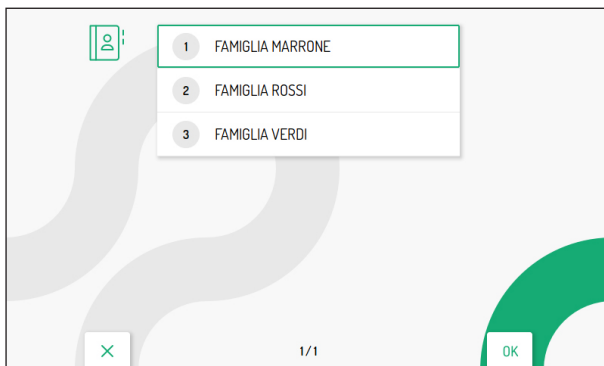 1 FAMIGLIA MARRONE
2 FAMIGLIA ROSSI
3 FAMIGLIA VERDI
1/1
OK